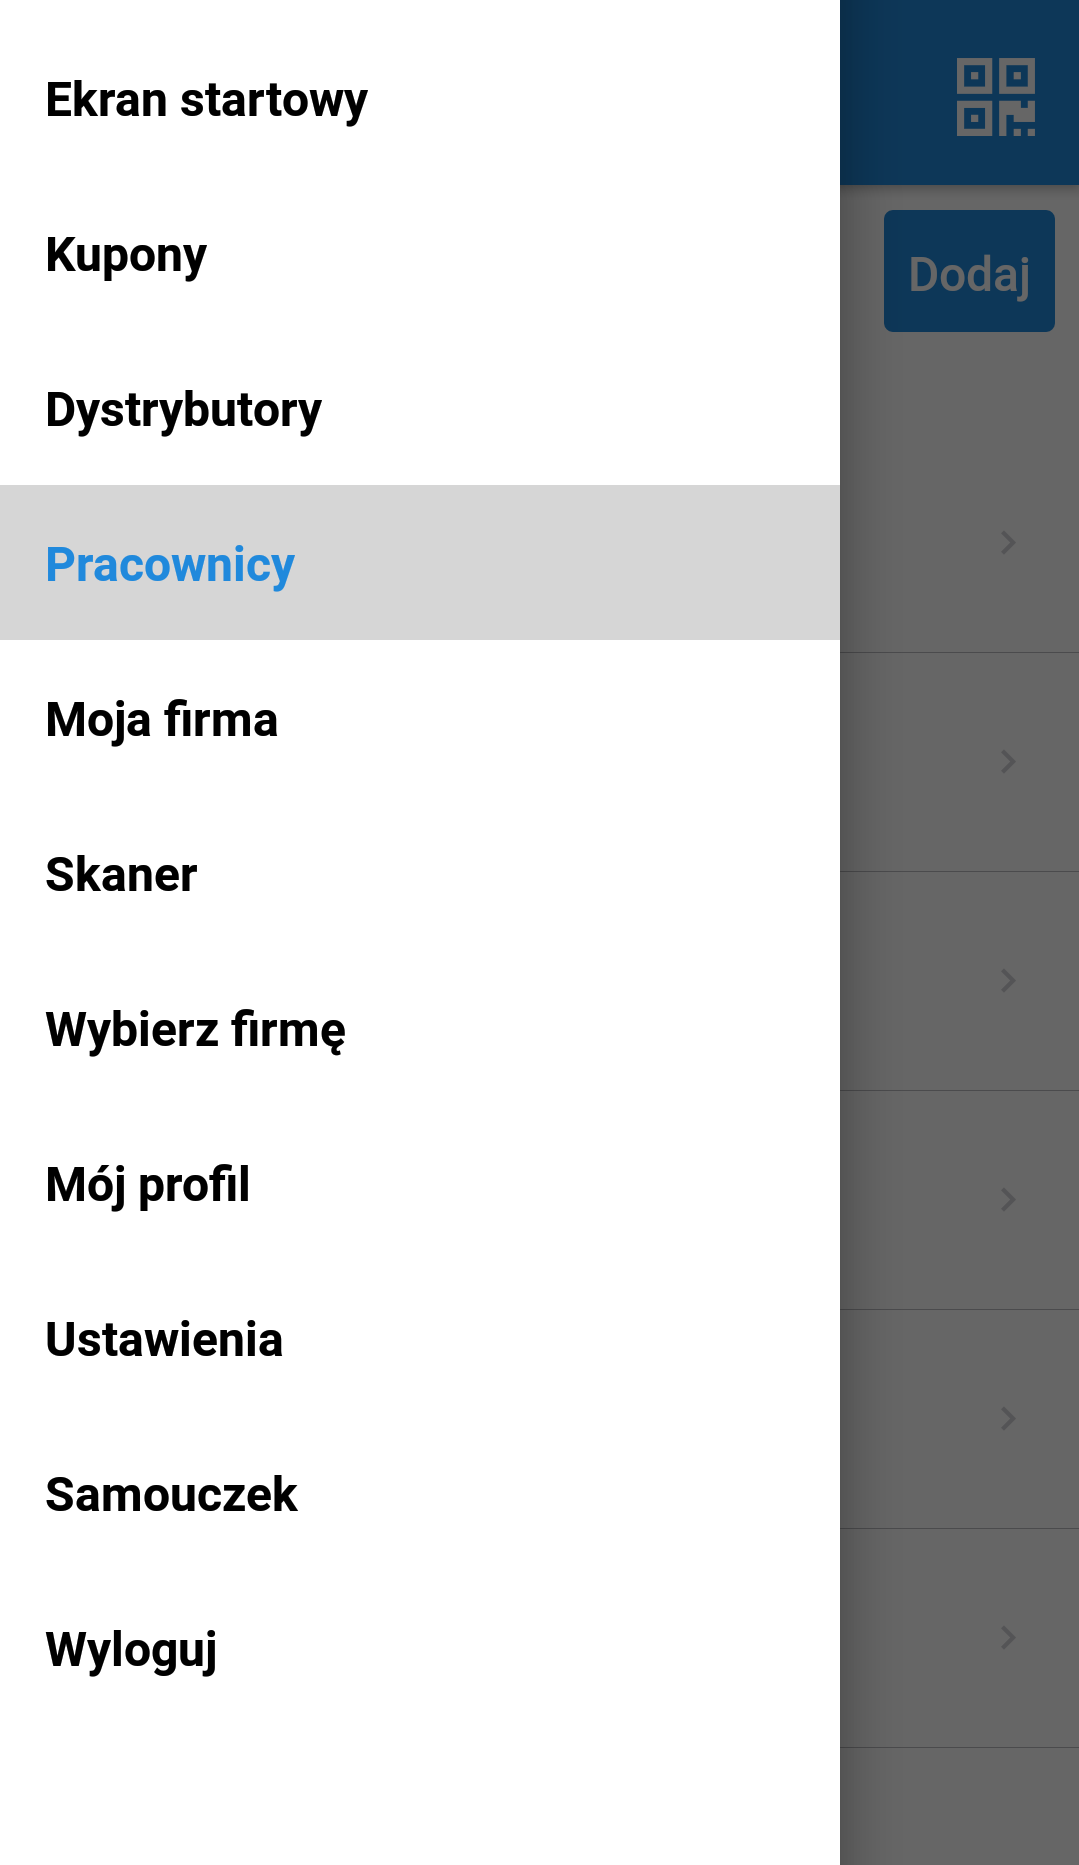 Ekran startowy
Kupony
Dodaj
Dystrybutory
Pracownicy
Moja firma
Skaner
Wybierz firmę
Mój profil
Ustawienia
Samouczek
Wyloguj